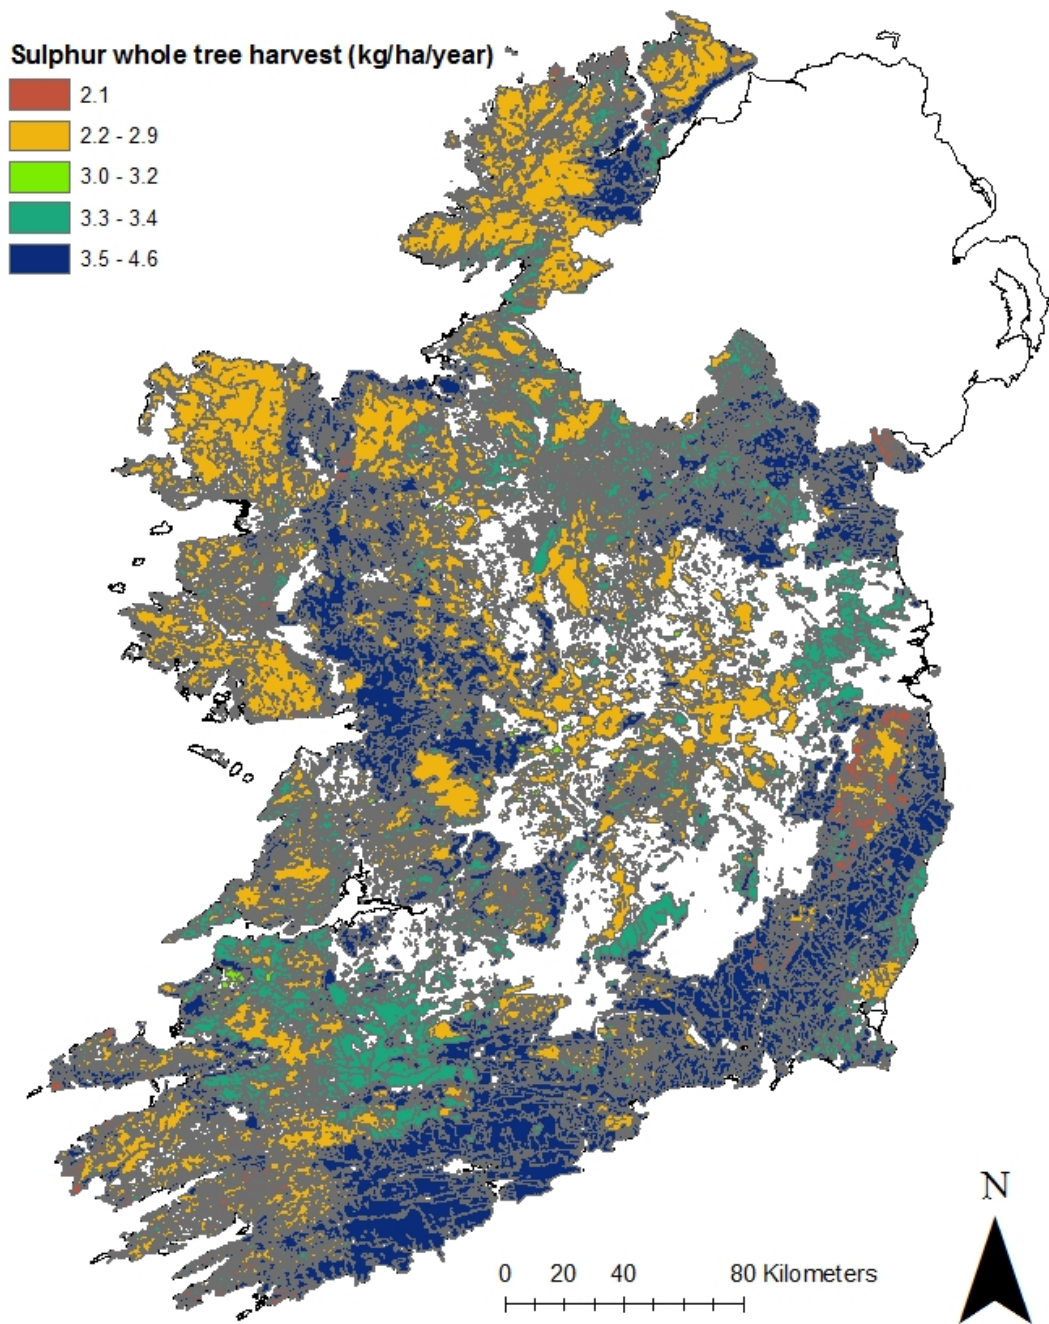 Sulphur whole tree harvest (kg/ha/year)
2.1
2.2 - 2.9
3.0 - 3.2
3.3 - 3.4
3.5 - 4.6
N
0 20 40 80 Kilometers